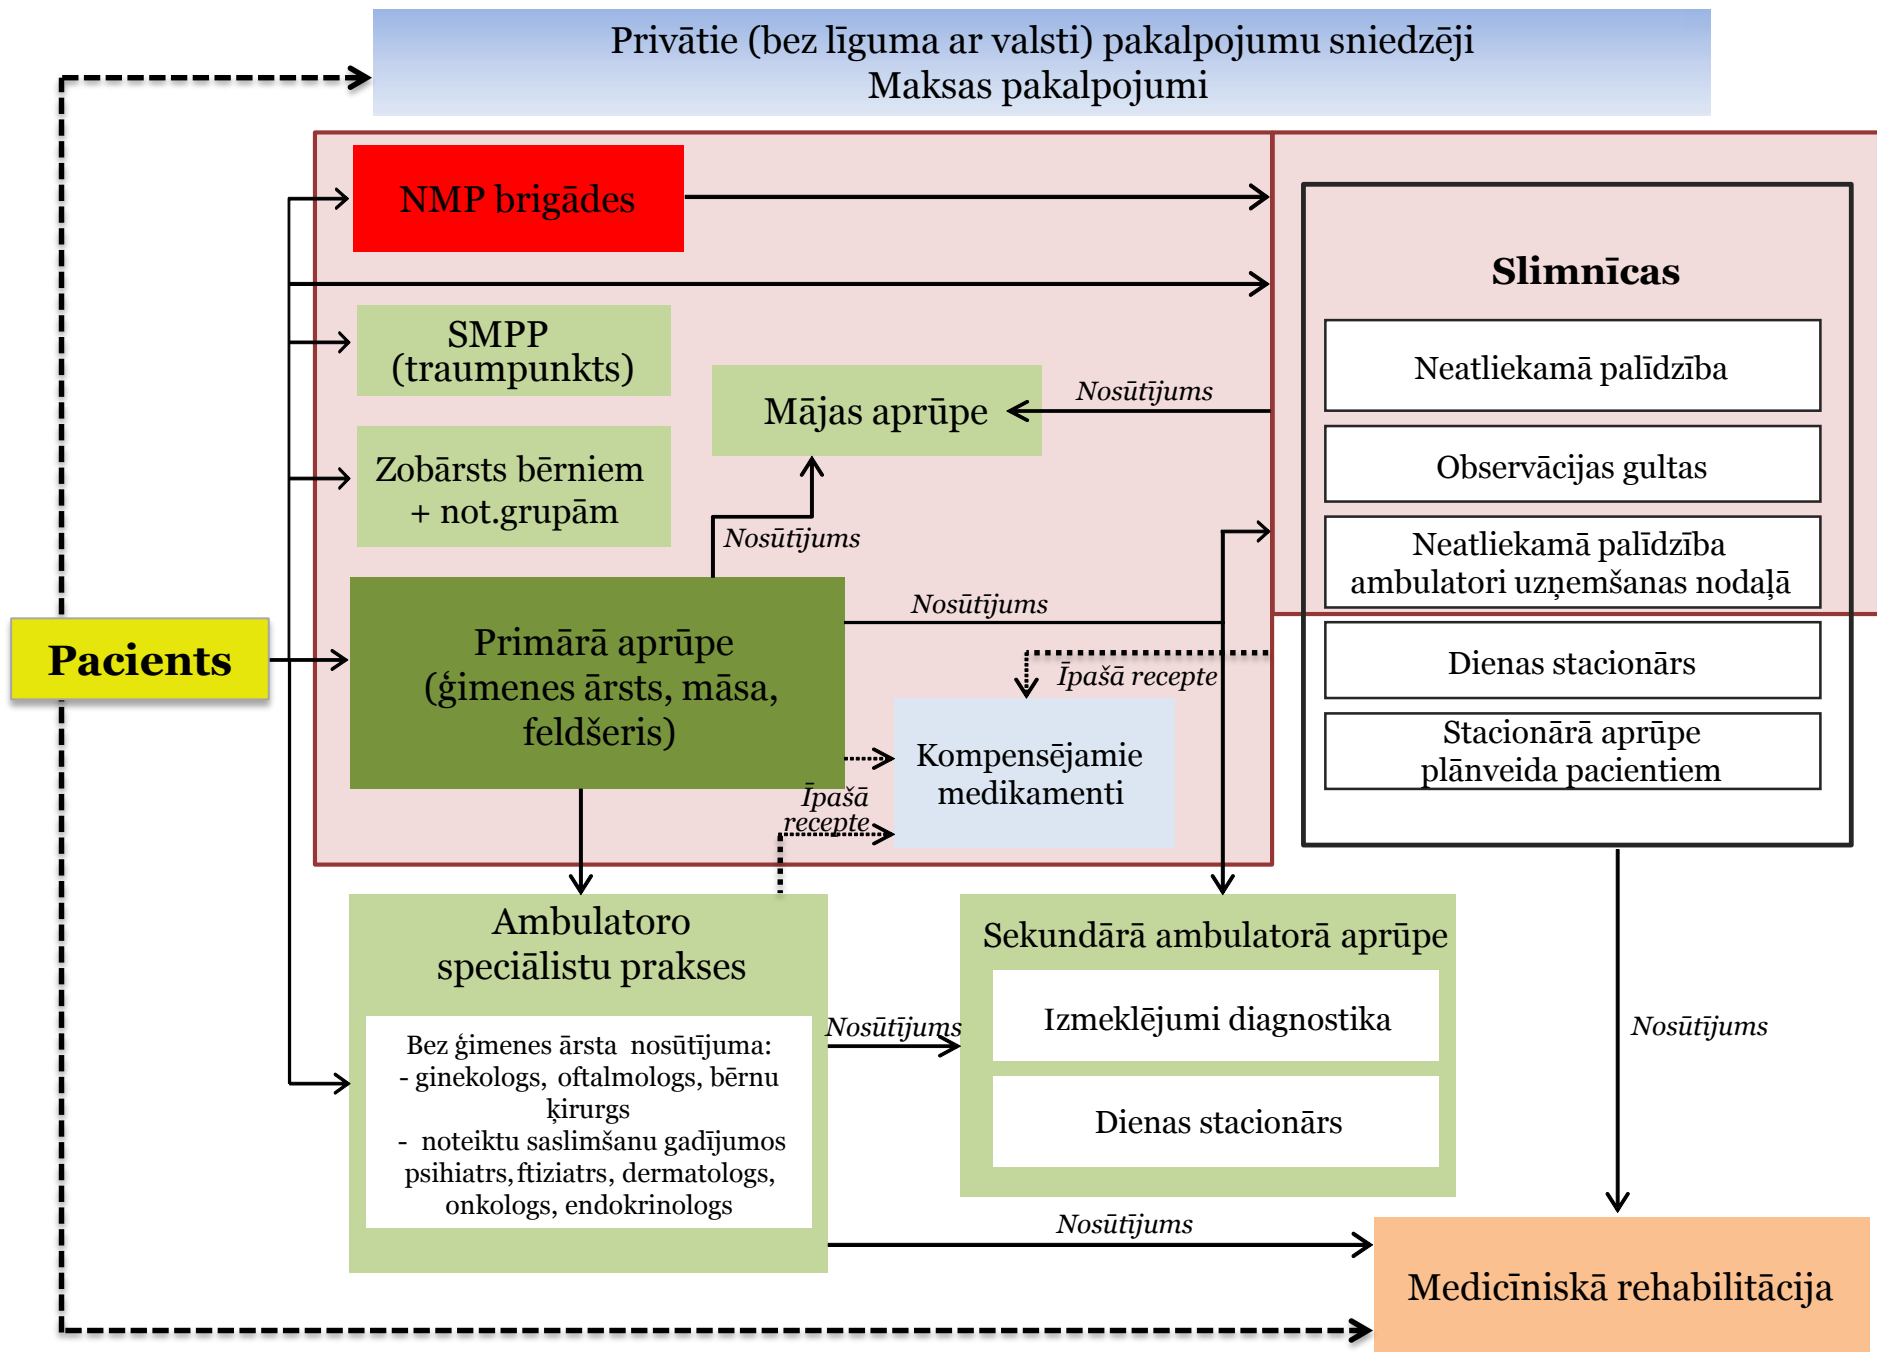 Privātie (bez līguma ar valsti) pakalpojumu sniedzēji
Maksas pakalpojumi
NMP brigādes
Slimnīcas
SMPP
(traumpunkts)
Neatliekamā palīdzība
Mājas aprūpe
Nosūtījums
Zobārsts bērniem
+ not.grupām
Observācijas gultas
Nosūtījums
Neatliekamā palīdzība
ambulatori uzņemšanas nodaļā
Pacients
Primārā aprūpe
(ģimenes ārsts, māsa,
feldšeris)
Nosūtījums
Īpašā recepte
Dienas stacionārs
Kompensējamie
medikamenti
Stacionārā aprūpe
plānveida pacientiem
Īpašā
recepte
Ambulatoro
speciālistu prakses
Bez ģimenes ārsta nosūtījuma:
- ginekologs, oftalmologs, bērnu
ķirurgs
- noteiktu saslimšanu gadījumos
psihiatrs, ftiziatrs, dermatologs,
onkologs, endokrinologs
Nosūtījums
Sekundārā ambulatorā aprūpe
Izmeklējumi diagnostika
Dienas stacionārs
Nosūtījums
Nosūtījums
Medicīniskā rehabilitācija